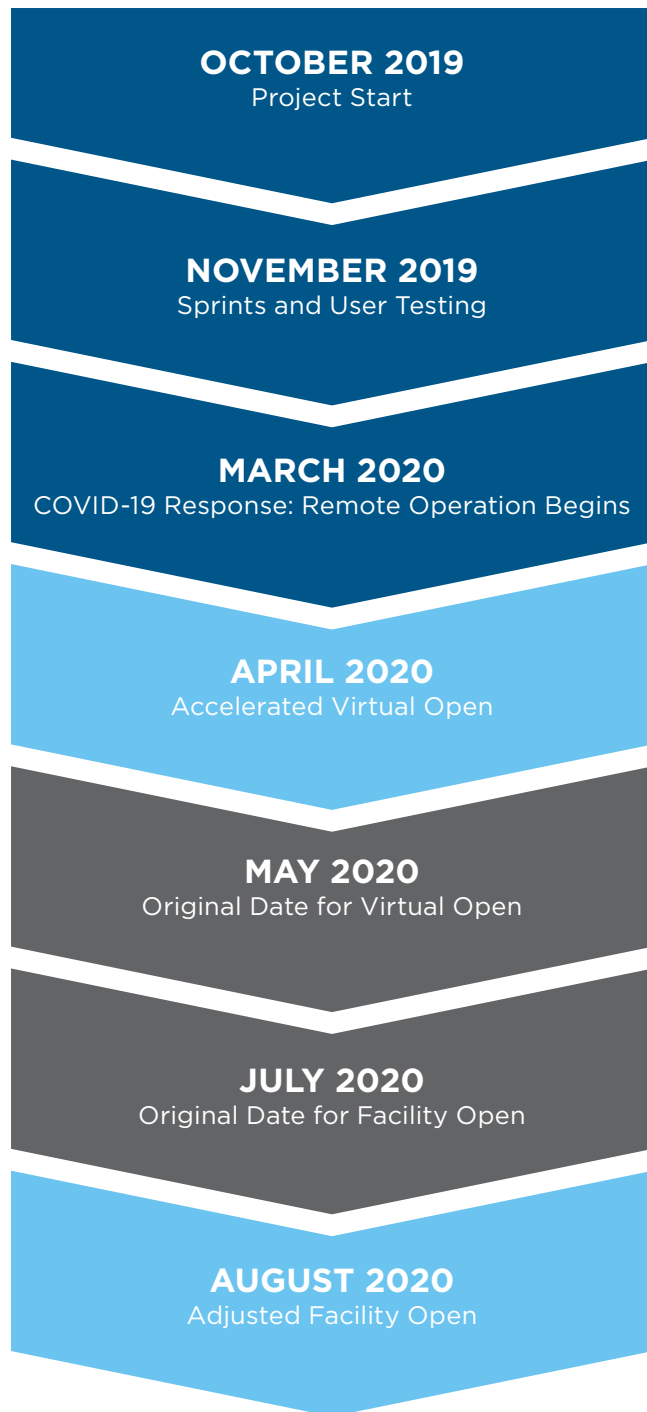 OCTOBER 2019
Project Start
NOVEMBER 2019
Sprints and User Testing
MARCH 2020
COVID-19 Response: Remote Operation Begins
APRIL 2020
Accelerated Virtual Open
MAY 2020
Original Date for Virtual Open
JULY 2020
Original Date for Facility Open
AUGUST 2020
Adjusted Facility Open